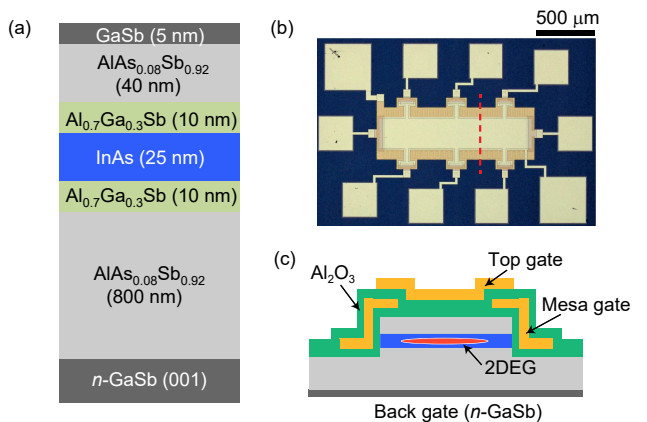 (a)
GaSb (5 nm)
AlAs₀.₀₈Sb₀.₉₂
(40 nm)
Al₀.₇Ga₀.₃Sb (10 nm)
InAs (25 nm)
Al₀.₇Ga₀.₃Sb (10 nm)
AlAs₀.₀₈Sb₀.₉₂
(800 nm)
n-GaSb (001)
(b)
500 μm
(c)
Top gate
Al₂O₃
Mesa gate
2DEG
Back gate (n-GaSb)